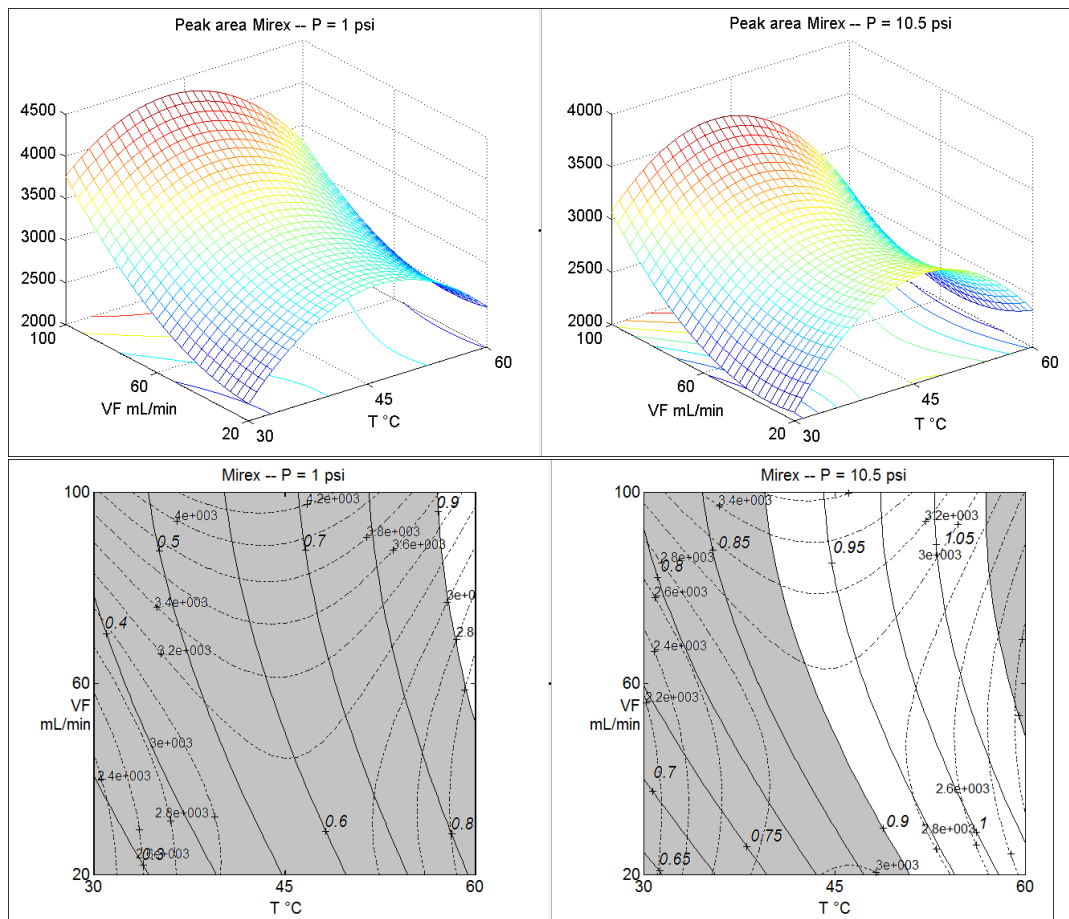 Peak area Mirex -- P = 1 psi
4500
4000
3500
3000
2500
2000
100
60
VF mL/min
20
30
45
T °C
60
Peak area Mirex -- P = 10.5 psi
4000
3500
3000
2500
2000
100
60
VF mL/min
20
30
45
T °C
60
Mirex -- P = 1 psi
100
4.2e+003
0.9
4e+003
3.8e+003
0.5
0.7
3.6e+003
3e+0
3.4e+003
0.4
2.8
3.2e+003
60
VF
mL/min
3e+003
2.4e+003
2.8e+003
0.6
0.8
0.3
20
30
45
60
T °C
Mirex -- P = 10.5 psi
100
3.4e+003
3.2e+003
0.85
0.95
1.05
2.8e+003
3e+003
0.8
2.6e+003
2.4e+003
60
2.2e+003
VF
mL/min
0.7
2.6e+003
0.9
1
2.8e+003
0.75
0.65
3e+003
20
30
45
60
T °C